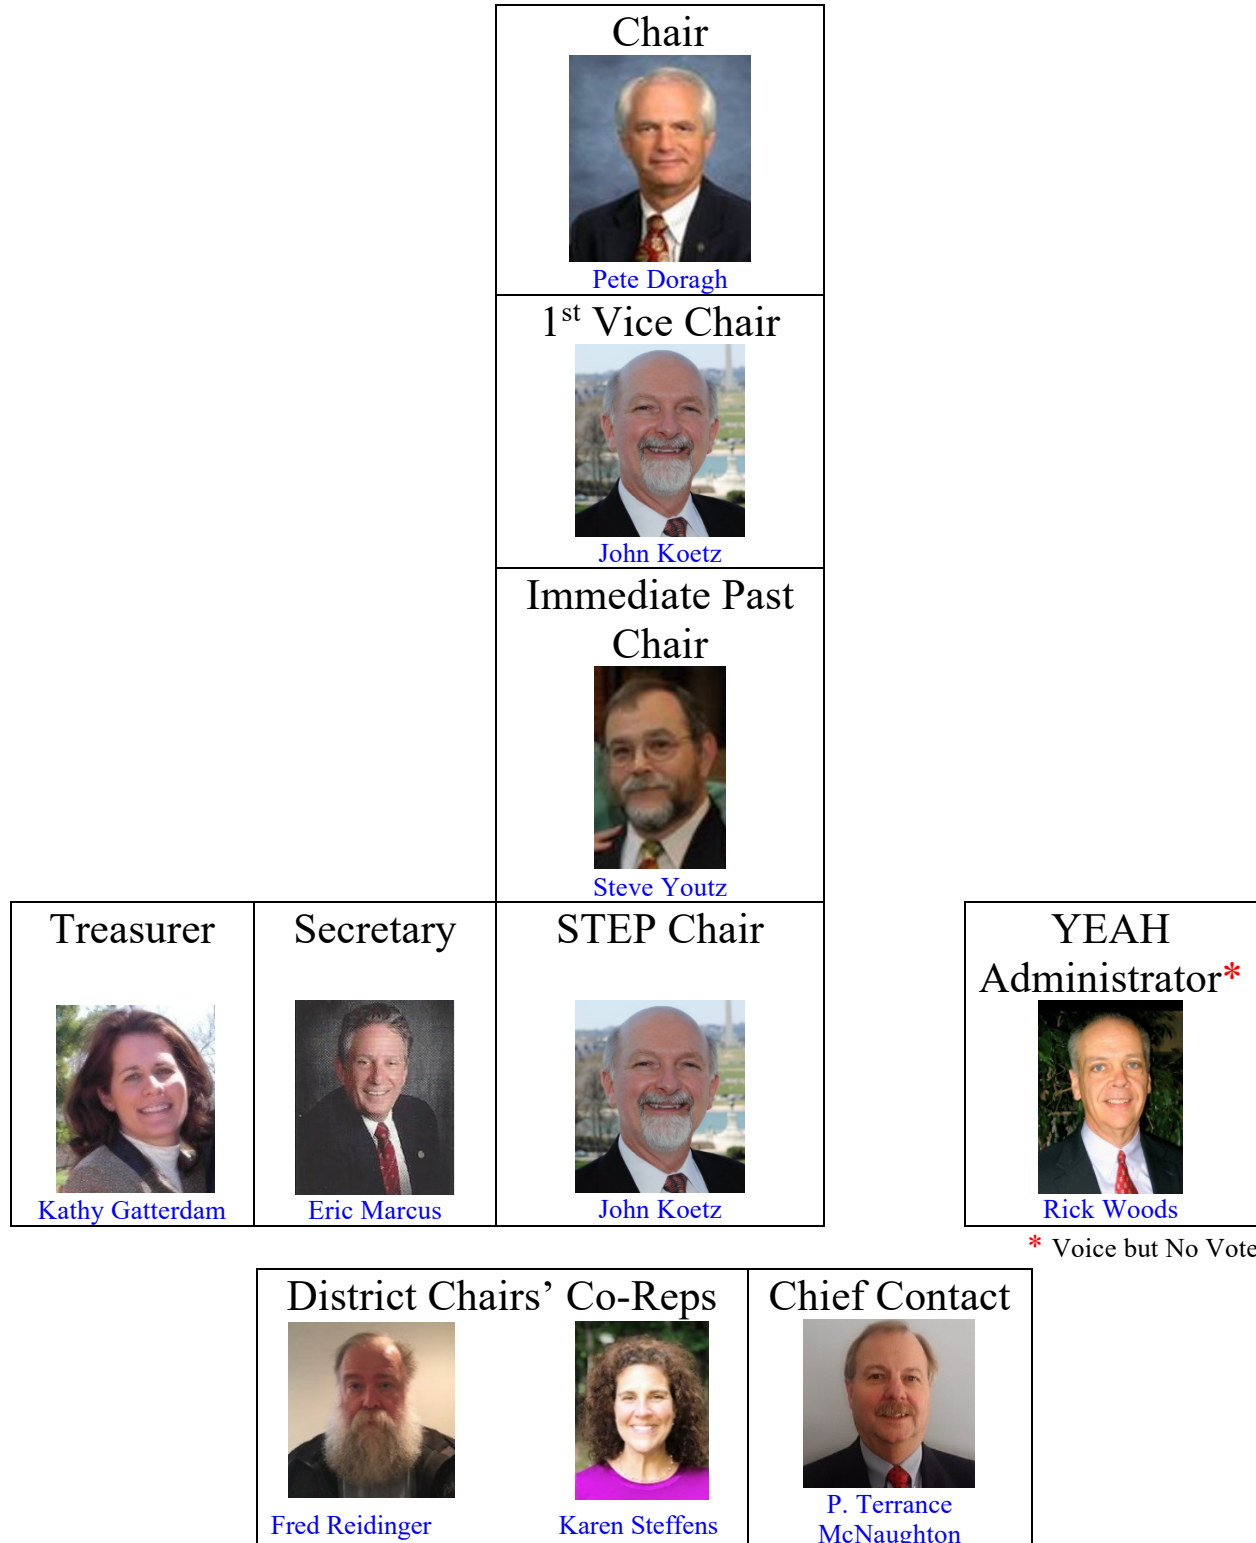 Chair
Pete Doragh
1st Vice Chair
John Koetz
Immediate Past
Chair
Steve Youtz
Treasurer
Kathy Gatterdam
Secretary
Eric Marcus
STEP Chair
John Koetz
YEAH
Administrator*
Rick Woods
* Voice but No Vote
District Chairs’ Co-Reps
Fred Reidinger
Karen Steffens
Chief Contact
P. Terrance
McNaughton